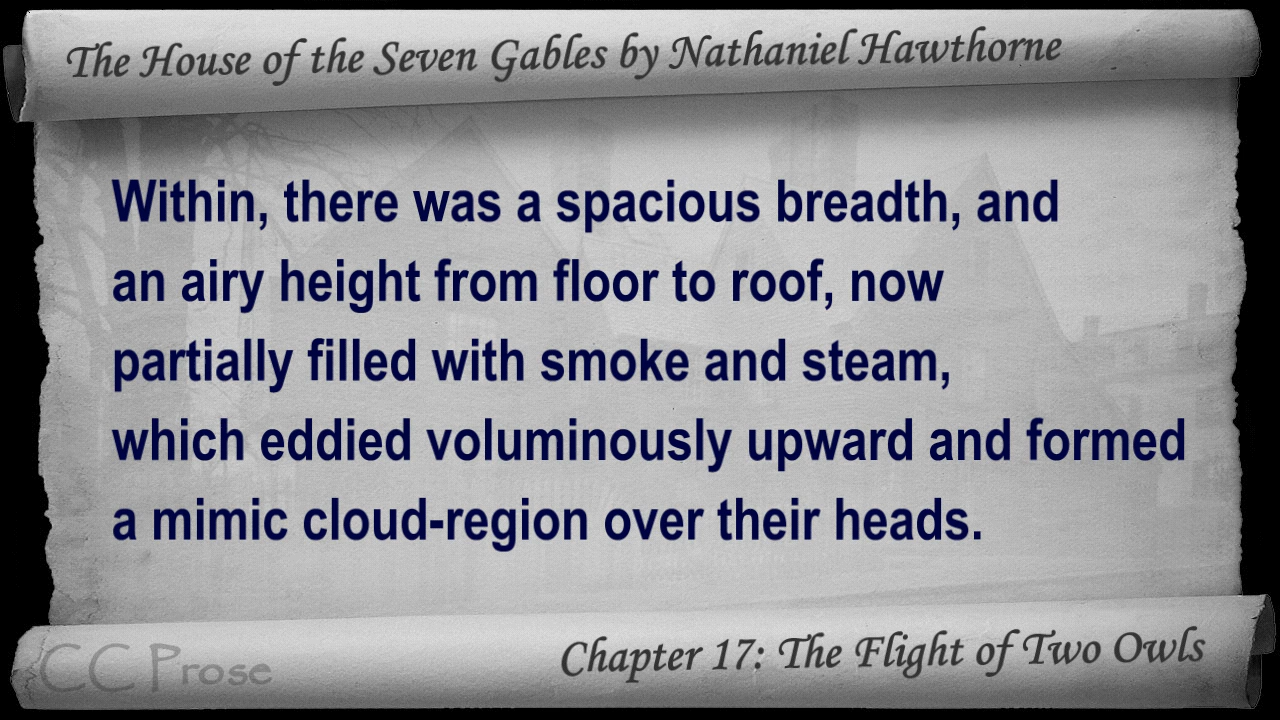 The House of the Seven Gables by Nathaniel Hawthorne
Within, there was a spacious breadth, and
an airy height from floor to roof, now
partially filled with smoke and steam,
which eddied voluminously upward and formed
a mimic cloud-region over their heads.
CC Prose
Chapter 17: The Flight of Two Owls